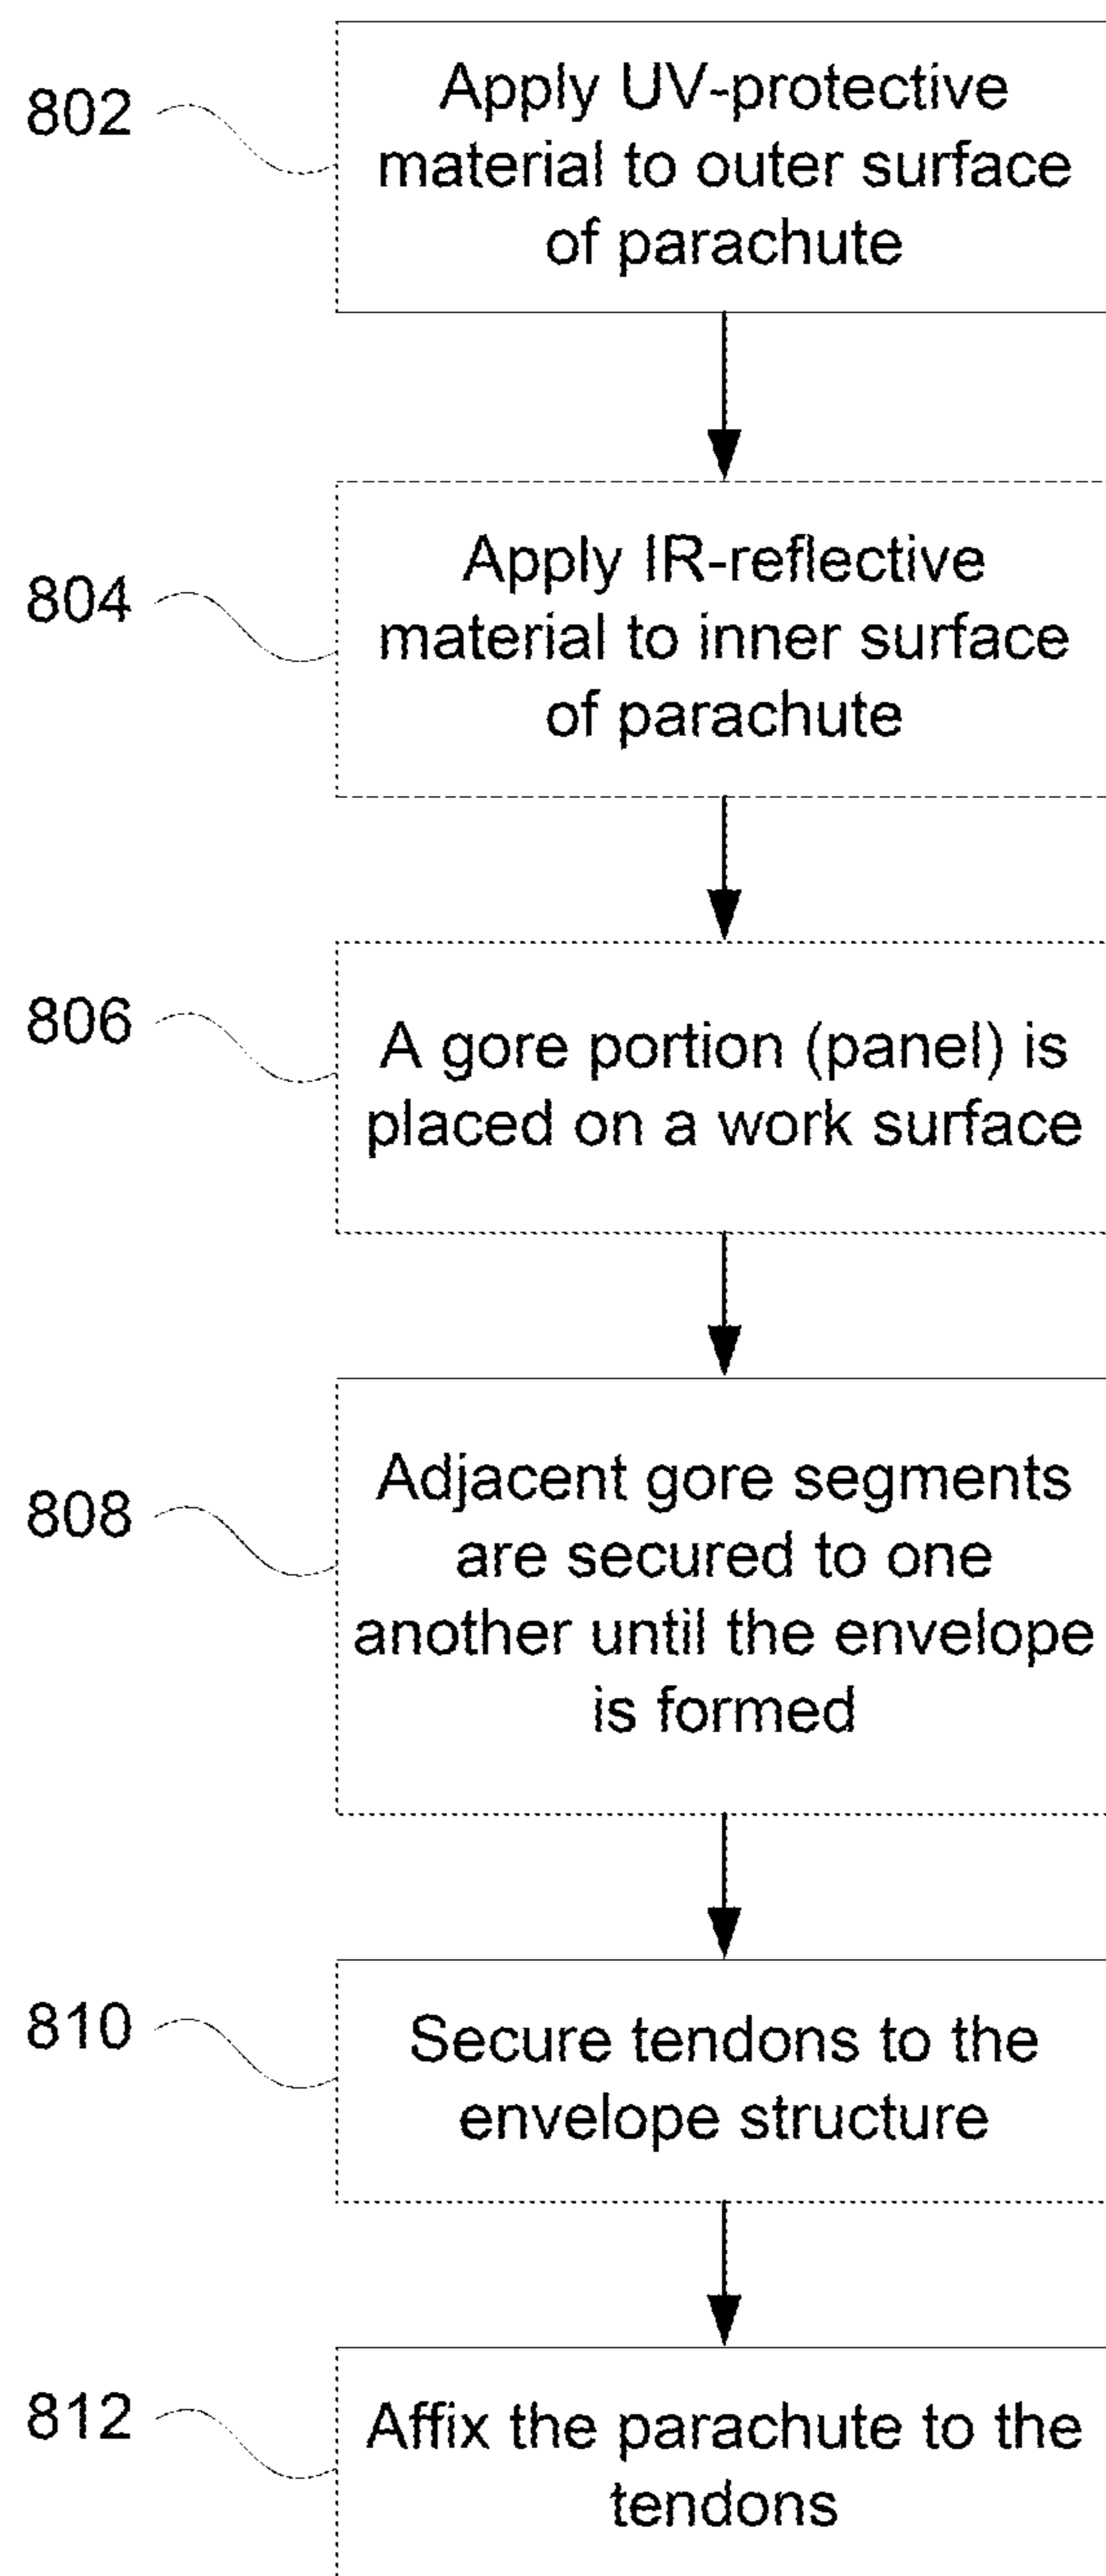 802
Apply UV-protective
material to outer surface
of parachute
804
Apply IR-reflective
material to inner surface
of parachute
806
A gore portion (panel) is
placed on a work surface
808
Adjacent gore segments
are secured to one
another until the envelope
is formed
810
Secure tendons to the
envelope structure
812
Affix the parachute to the
tendons